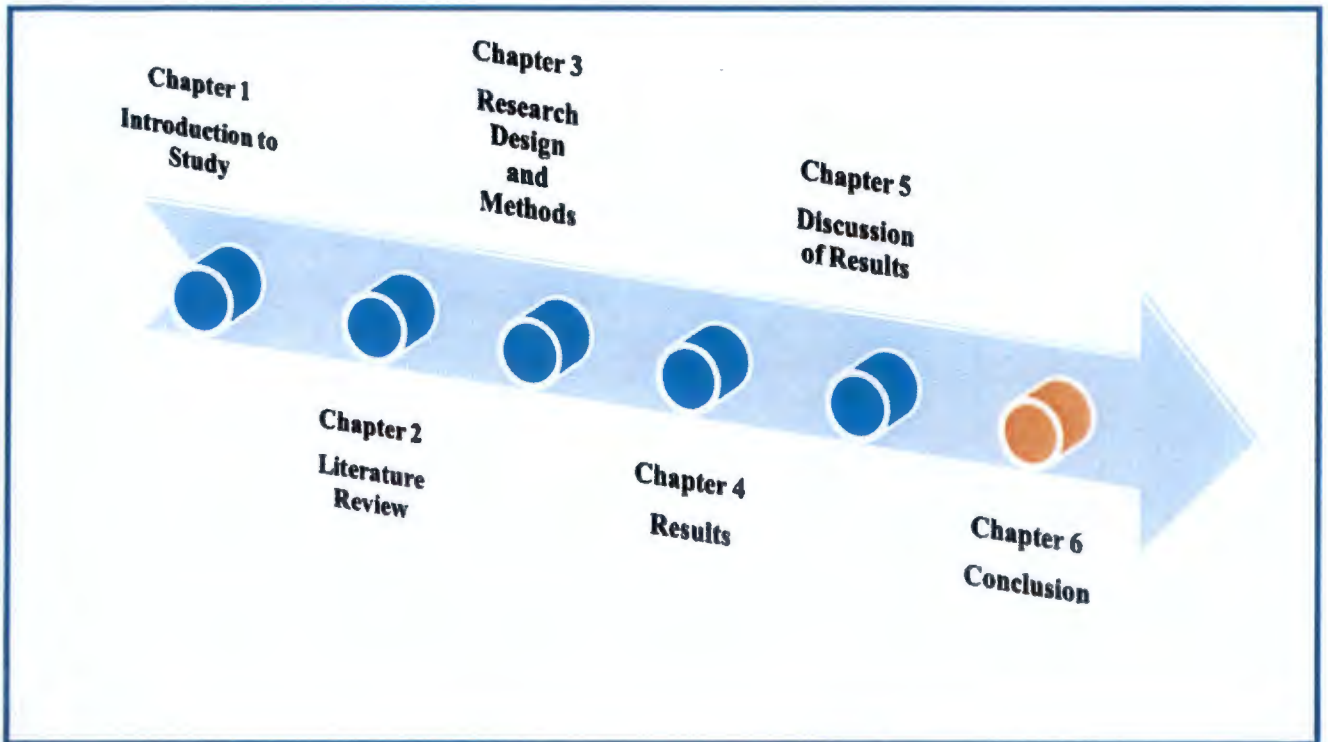 Chapter 1
Introduction to
Study
Chapter 2
Literature
Review
Chapter 3
Research
Design
and
Methods
Chapter 4
Results
Chapter 5
Discussion
of Results
Chapter 6
Conclusion